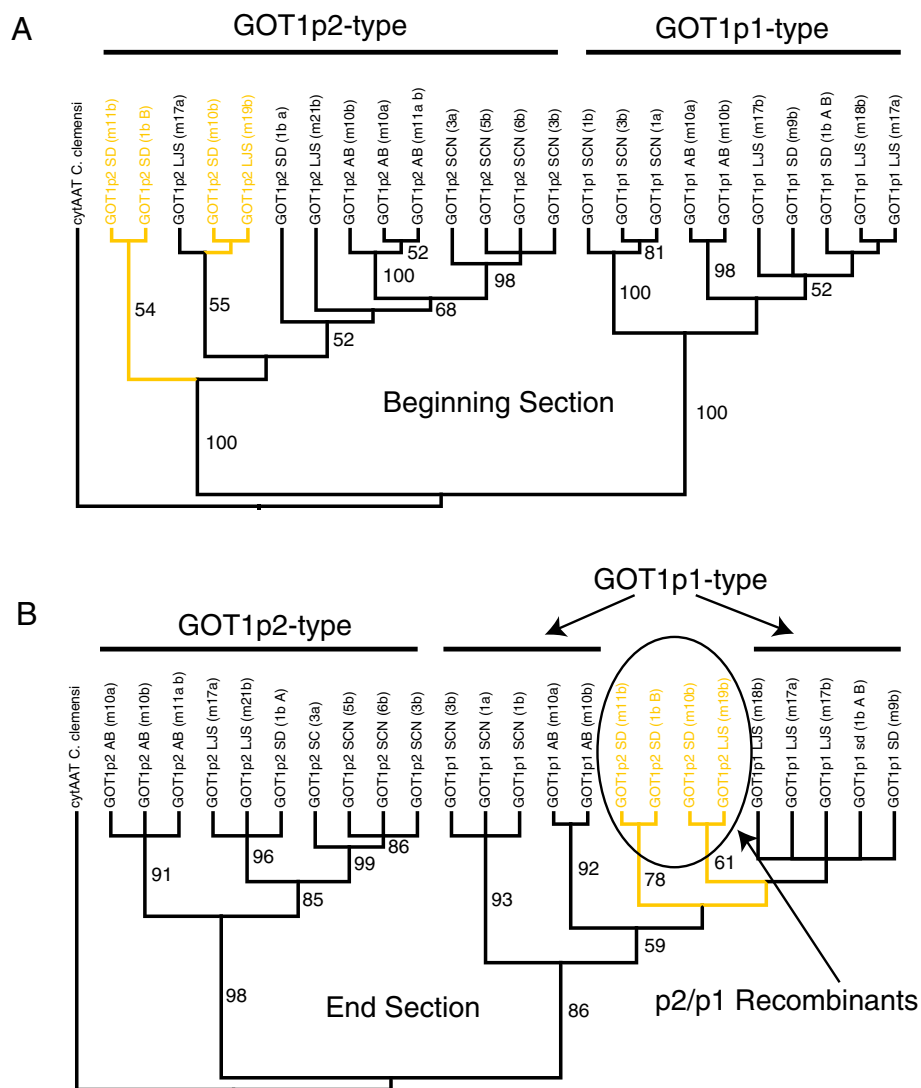 A
GOT1p2-type
GOT1p1-type
cytAAT C. clemensi
GOT1p2 SD (m11b)
GOT1p2 SD (1b B)
GOT1p2 LJS (m17a)
GOT1p2 SD (m10b)
GOT1p2 LJS (m19b)
GOT1p2 SD (1b a)
GOT1p2 LJS (m21b)
GOT1p2 AB (m10b)
GOT1p2 AB (m10a)
GOT1p2 AB (m11a b)
GOT1p2 SCN (3a)
GOT1p2 SCN (5b)
GOT1p2 SCN (6b)
GOT1p2 SCN (3b)
GOT1p1 SCN (1b)
GOT1p1 SCN (3b)
GOT1p1 SCN (1a)
GOT1p1 AB (m10a)
GOT1p1 AB (m10b)
GOT1p1 LJS (m17b)
GOT1p1 SD (m9b)
GOT1p1 SD (1b A B)
GOT1p1 LJS (m18b)
GOT1p1 LJS (m17a)
52
81
100
98
98
100
52
54
55
68
52
Beginning Section
100
100
B
GOT1p1-type
GOT1p2-type
cytAAT C. clemensi
GOT1p2 AB (m10a)
GOT1p2 AB (m10b)
GOT1p2 AB (m11a b)
GOT1p2 LJS (m17a)
GOT1p2 LJS (m21b)
GOT1p2 SD (1b A)
GOT1p2 SC (3a)
GOT1p2 SCN (5b)
GOT1p2 SCN (6b)
GOT1p2 SCN (3b)
GOT1p1 SCN (3b)
GOT1p1 SCN (1a)
GOT1p1 SCN (1b)
GOT1p1 AB (m10a)
GOT1p1 AB (m10b)
GOT1p2 SD (m11b)
GOT1p2 SD (1b B)
GOT1p2 SD (m10b)
GOT1p2 LJS (m19b)
GOT1p1 LJS (m18b)
GOT1p1 LJS (m17a)
GOT1p1 LJS (m17b)
GOT1p1 sd (1b A B)
GOT1p1 SD (m9b)
86
91
96
99
92
78
61
85
93
59
98
End Section
86
p2/p1 Recombinants